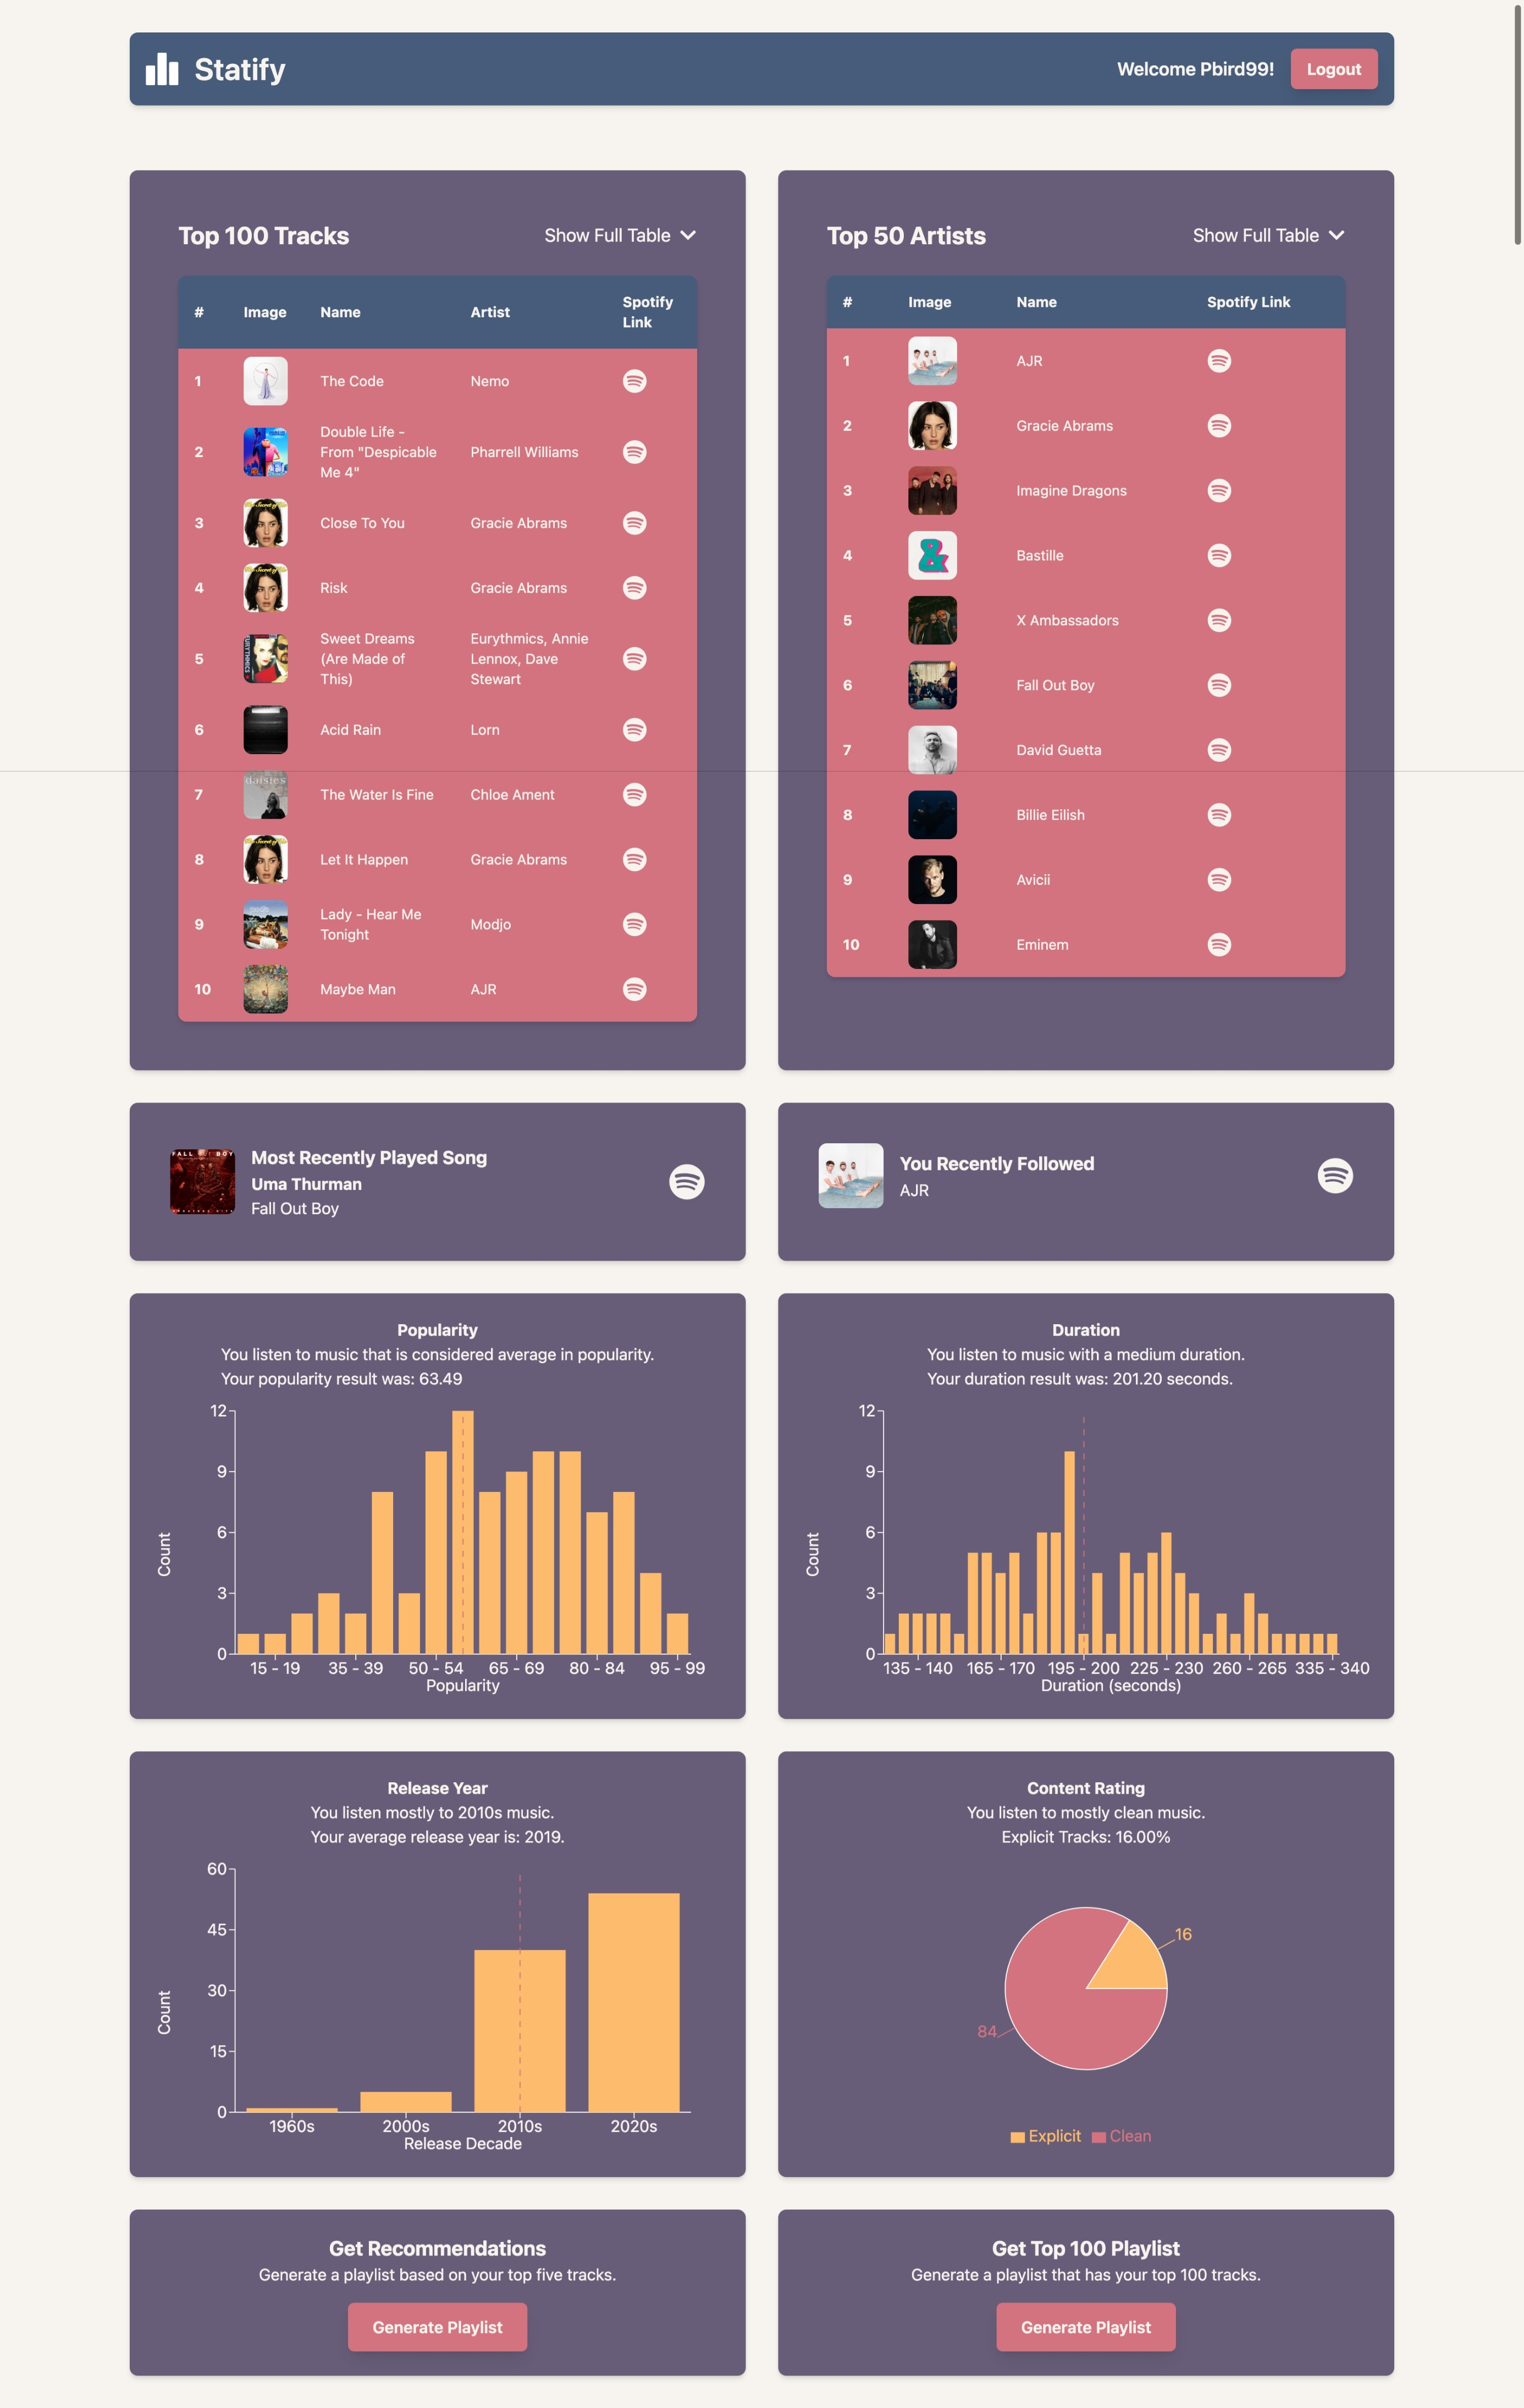 Statify
Welcome Pbird99!
Logout
Top 100 Tracks
Show Full Table
# Image Name Artist Spotify Link
1 The Code Nemo
2 Double Life - From "Despicable Me 4" Pharrell Williams
3 Close To You Gracie Abrams
4 Risk Gracie Abrams
5 Sweet Dreams (Are Made of This) Eurythmics, Annie Lennox, Dave Stewart
6 Acid Rain Lorn
daisies
7 The Water Is Fine Chloe Ament
8 Let It Happen Gracie Abrams
9 Lady - Hear Me Tonight Modjo
10 Maybe Man AJR
Top 50 Artists
Show Full Table
# Image Name Spotify Link
1 AJR
2 Gracie Abrams
3 Imagine Dragons
4 & Bastille
5 X Ambassadors
6 Fall Out Boy
7 David Guetta
8 Billie Eilish
9 Avicii
10 Eminem
FALL OUT BOY
Most Recently Played Song
Uma Thurman
Fall Out Boy
You Recently Followed
AJR
Popularity
You listen to music that is considered average in popularity.
Your popularity result was: 63.49
12
9
6
3
0
Count
15 - 19 35 - 39 50 - 54 65 - 69 80 - 84 95 - 99
Popularity
Duration
You listen to music with a medium duration.
Your duration result was: 201.20 seconds.
12
9
6
3
0
Count
135 - 140 165 - 170 195 - 200 225 - 230 260 - 265 335 - 340
Duration (seconds)
Release Year
You listen mostly to 2010s music.
Your average release year is: 2019.
60
45
30
15
0
Count
1960s 2000s 2010s 2020s
Release Decade
Content Rating
You listen to mostly clean music.
Explicit Tracks: 16.00%
16
84
Explicit Clean
Get Recommendations
Generate a playlist based on your top five tracks.
Generate Playlist
Get Top 100 Playlist
Generate a playlist that has your top 100 tracks.
Generate Playlist